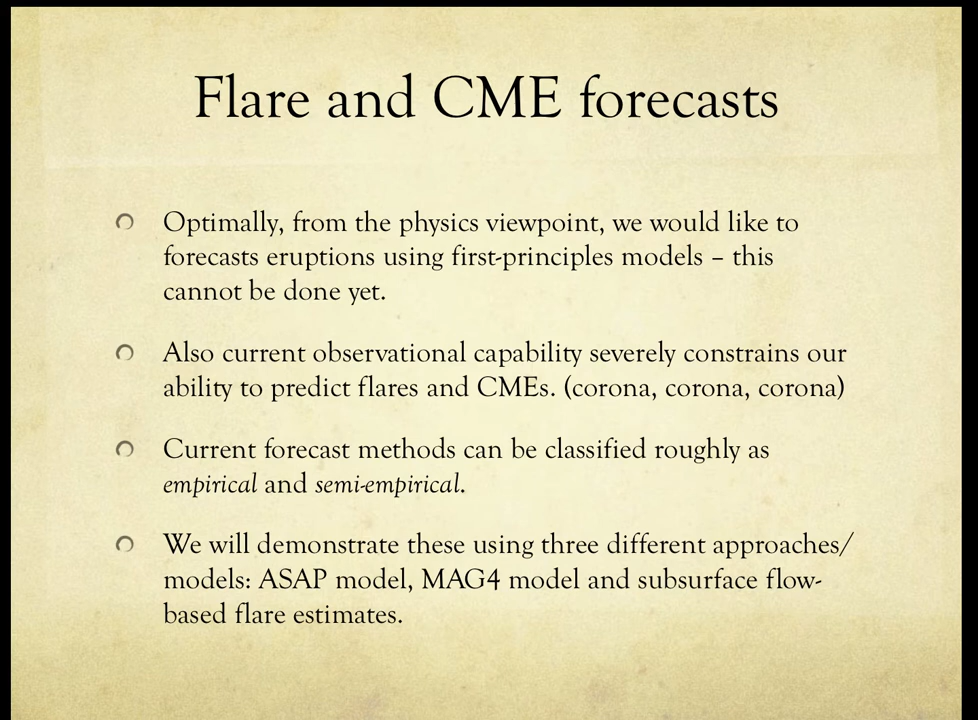 Flare and CME forecasts
Optimally, from the physics viewpoint, we would like to
forecasts eruptions using first-principles models – this
cannot be done yet.
Also current observational capability severely constrains our
ability to predict flares and CMEs. (corona, corona, corona)
Current forecast methods can be classified roughly as
empirical and semi-empirical.
We will demonstrate these using three different approaches/
models: ASAP model, MAG4 model and subsurface flow-
based flare estimates.